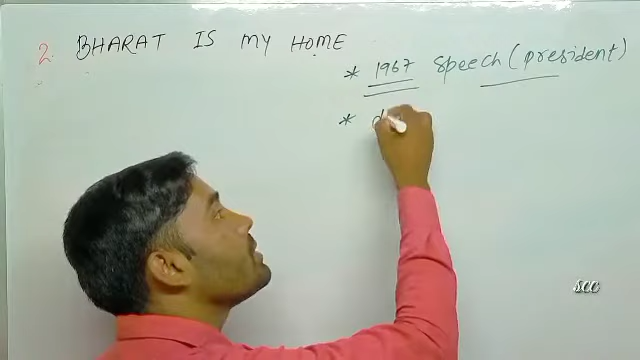 2. BHARAT IS MY HOME
* 1967 Speech (president)
* d
scc